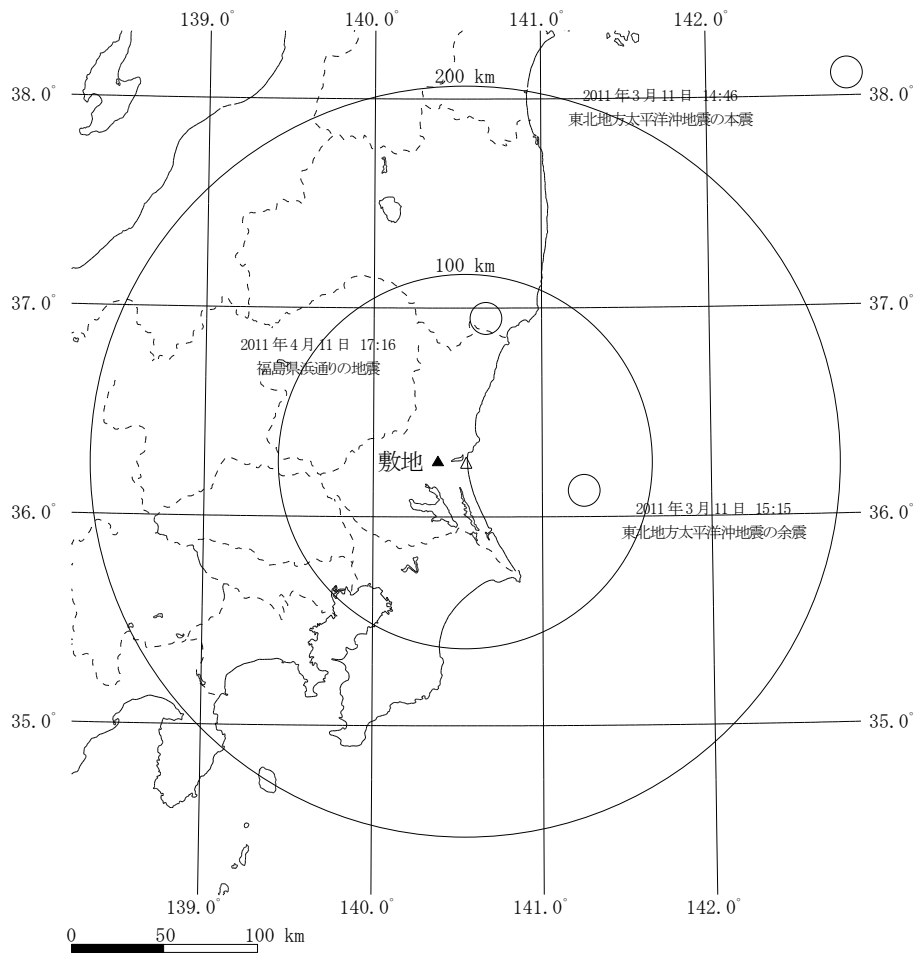 139.0° 140.0° 141.0° 142.0°
200 km
38.0° 2011年3月11日 14:46 38.0°
東北地方太平洋沖地震の本震
100 km
37.0° 37.0°
2011年4月11日 17:16
福島県浜通りの地震
敷地
36.0° 2011年3月11日 15:15 36.0°
東北地方太平洋沖地震の余震
35.0° 35.0°
139.0° 140.0° 141.0° 142.0°
0 50 100 km